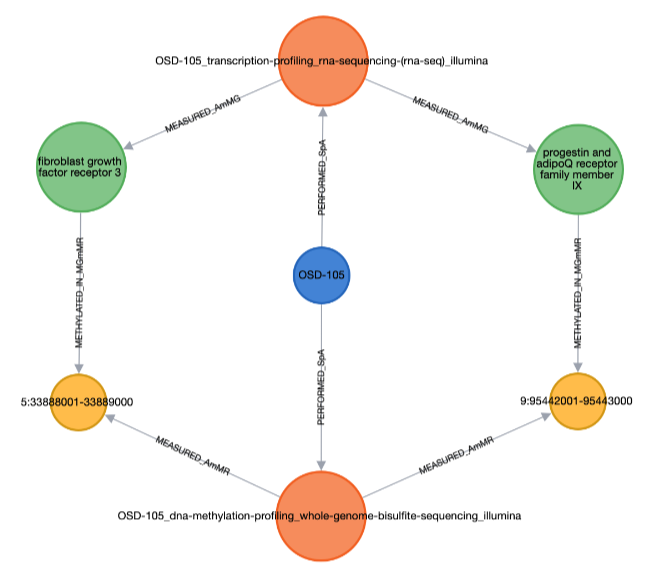 OSD-105_transcription-profiling_rna-sequencing-(rna-seq)_illumina
MEASURED_AmMG
MEASURED_AmMG
fibroblast growth
factor receptor 3
PERFORMED_SpA
progestin and
adipoQ receptor
family member
IX
METHYLATED_IN_MGmMR
OSD-105
METHYLATED_IN_MGmMR
PERFORMED_SpA
5:33888001-33889000
9:95442001-95443000
MEASURED_AmMR
MEASURED_AmMR
OSD-105_dna-methylation-profiling_whole-genome-bisulfite-sequencing_illumina